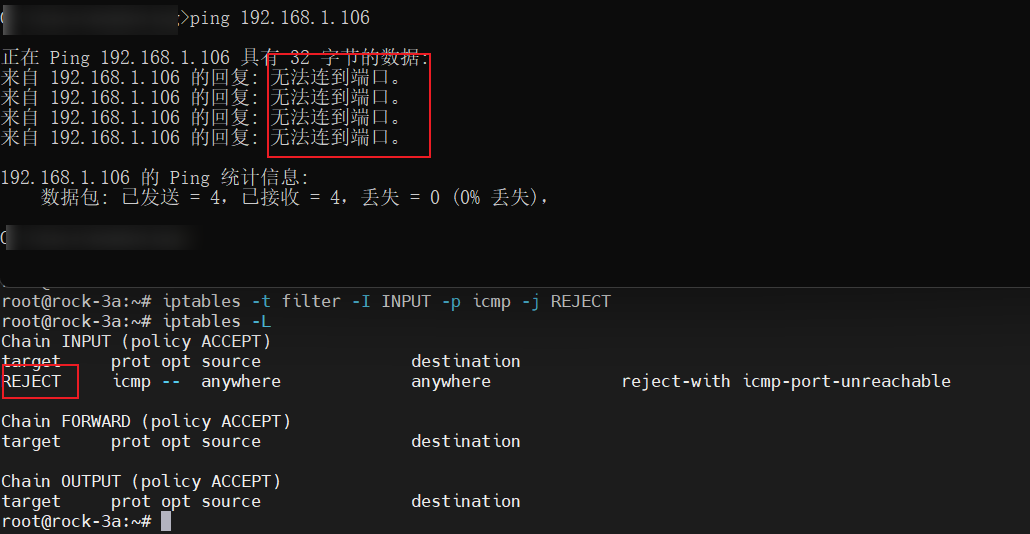 >ping 192.168.1.106
正在 Ping 192.168.1.106 具有 32 字节的数据:
来自 192.168.1.106 的回复: 无法连到端口。
来自 192.168.1.106 的回复: 无法连到端口。
来自 192.168.1.106 的回复: 无法连到端口。
来自 192.168.1.106 的回复: 无法连到端口。
192.168.1.106 的 Ping 统计信息:
数据包: 已发送 = 4，已接收 = 4，丢失 = 0 (0% 丢失)，
root@rock-3a:~# iptables -t filter -I INPUT -p icmp -j REJECT
root@rock-3a:~# iptables -L
Chain INPUT (policy ACCEPT)
target prot opt source destination
REJECT icmp -- anywhere anywhere reject-with icmp-port-unreachable
Chain FORWARD (policy ACCEPT)
target prot opt source destination
Chain OUTPUT (policy ACCEPT)
target prot opt source destination
root@rock-3a:~#